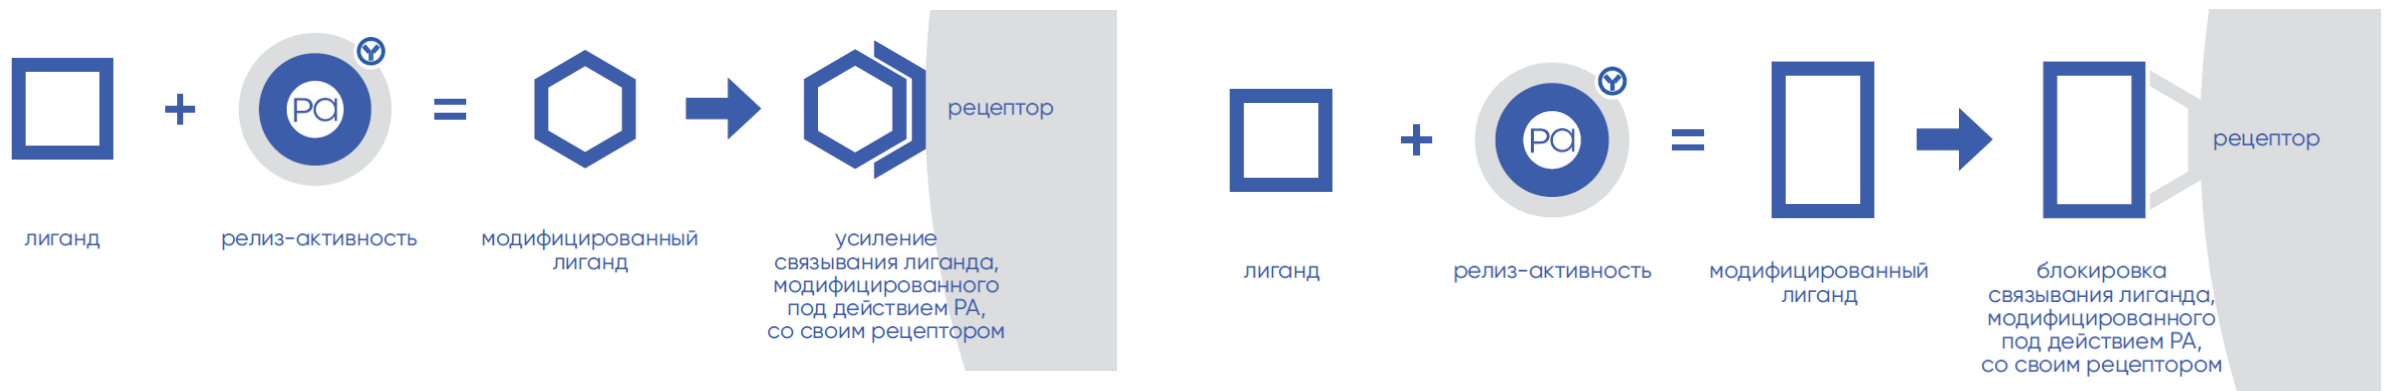 РА
рецептор
лиганд
релиз-активность
модифицированный
лиганд
усиление
связывания лиганда,
модифицированного
под действием РА,
со своим рецептором
РА
рецептор
лиганд
релиз-активность
модифицированный
лиганд
блокировка
связывания лиганда,
модифицированного
под действием РА,
со своим рецептором